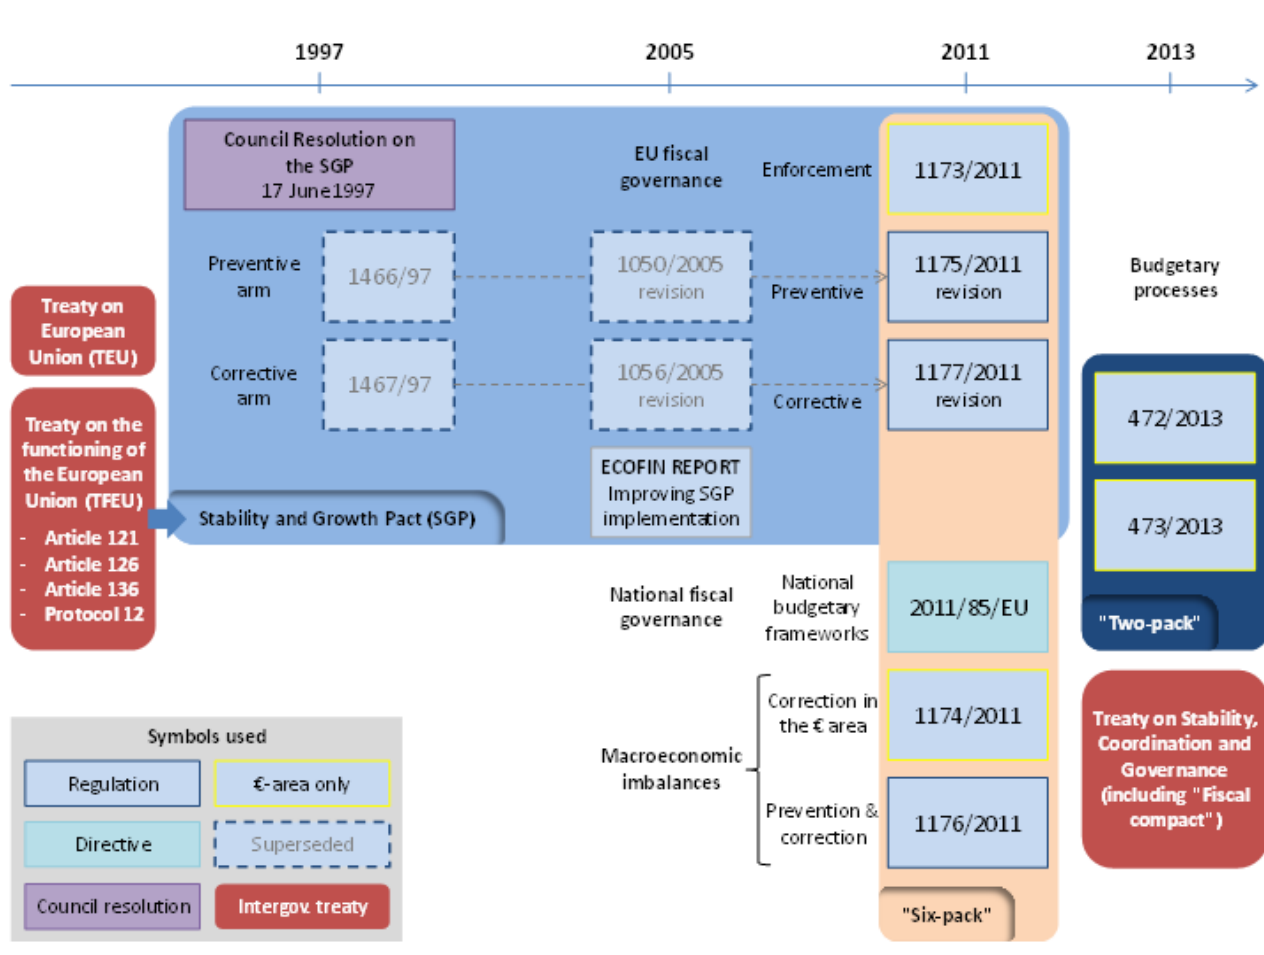 1997
2005
2011
2013
Council Resolution on
the SGP
17 June1997
EU fiscal
governance
Enforcement
1173/2011
Preventive
arm
1466/97
1050/2005
revision
Preventive
1175/2011
revision
Budgetary
processes
Treaty on
European
Union (TEU)
Corrective
arm
1467/97
1056/2005
revision
Corrective
1177/2011
revision
472/2013
473/2013
"Two-pack"
Treaty on the
functioning of
the European
Union (TFEU)
- Article 121
- Article 126
- Article 136
- Protocol 12
Stability and Growth Pact (SGP)
ECOFIN REPORT
Improving SGP
implementation
National fiscal
governance
National
budgetary
frameworks
2011/85/EU
Macroeconomic
imbalances
Correction in
the € area
1174/2011
Prevention &
correction
1176/2011
"Six-pack"
Treaty on Stability,
Coordination and
Governance
(including "Fiscal
compact")
Symbols used
Regulation
€-area only
Directive
Superseded
Council resolution
Intergov. treaty